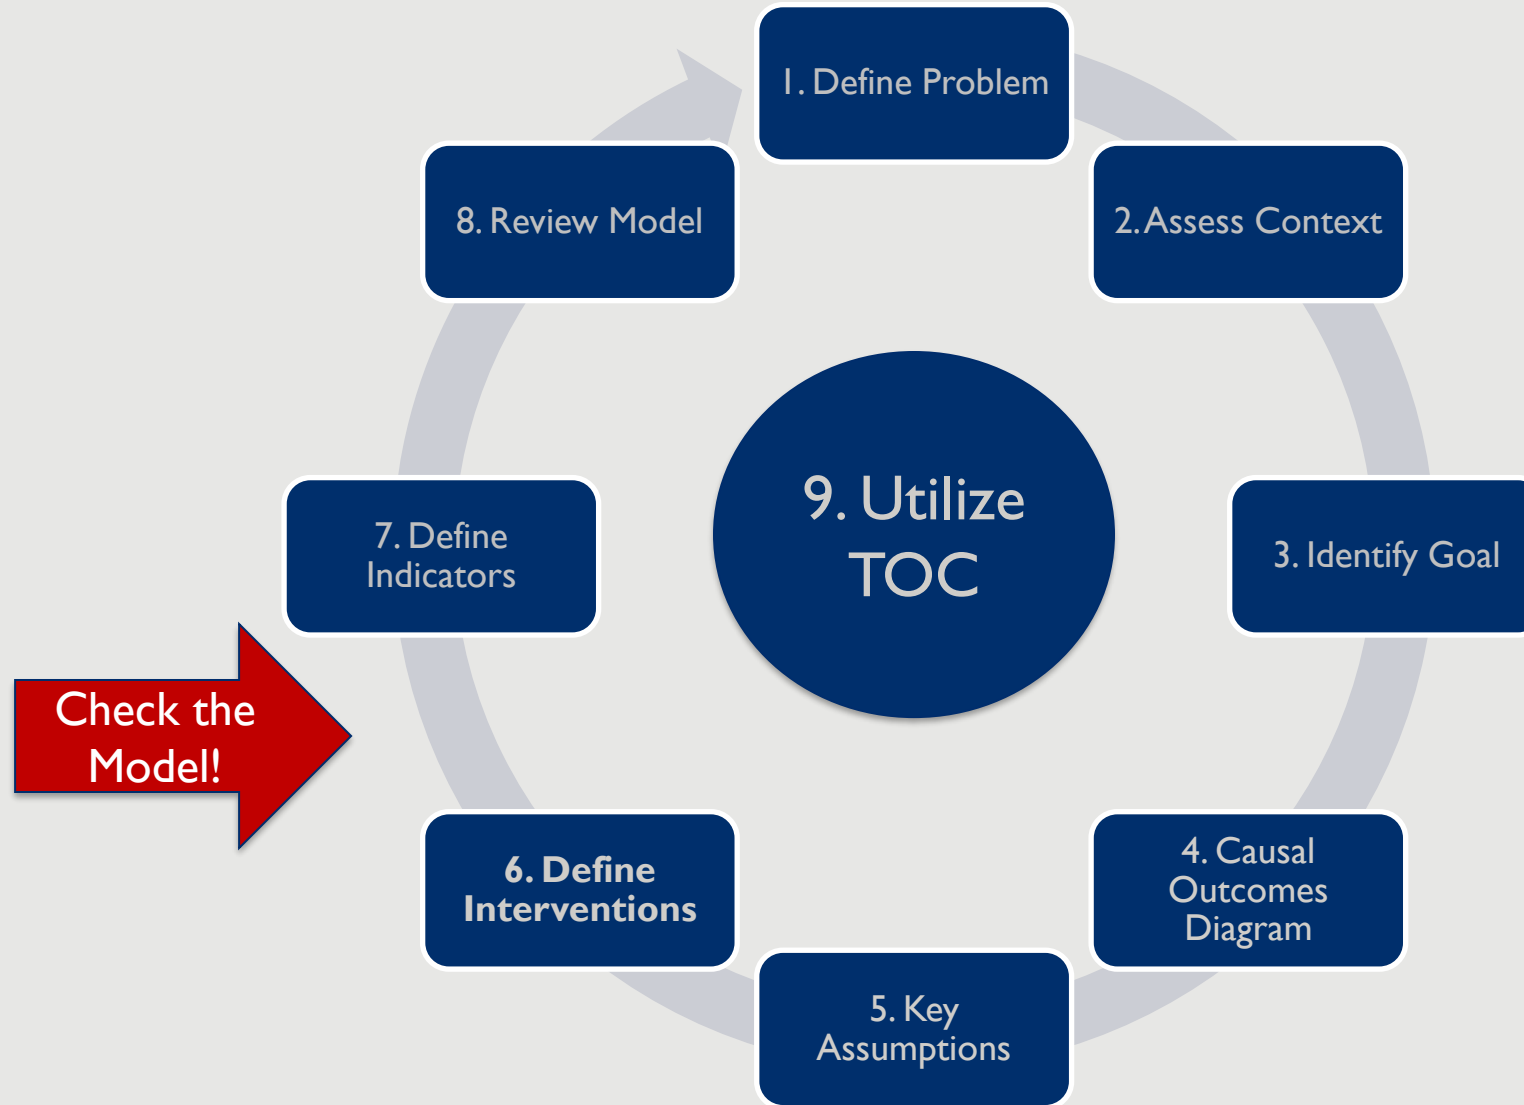 1. Define Problem
2. Assess Context
3. Identify Goal
4. Causal
Outcomes
Diagram
5. Key
Assumptions
6. Define
Interventions
7. Define
Indicators
8. Review Model
9. Utilize
TOC
Check the
Model!